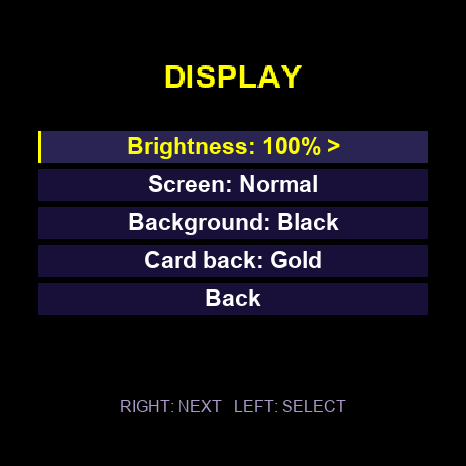 DISPLAY
Brightness: 100% >
Screen: Normal
Background: Black
Card back: Gold
Back
RIGHT: NEXT   LEFT: SELECT